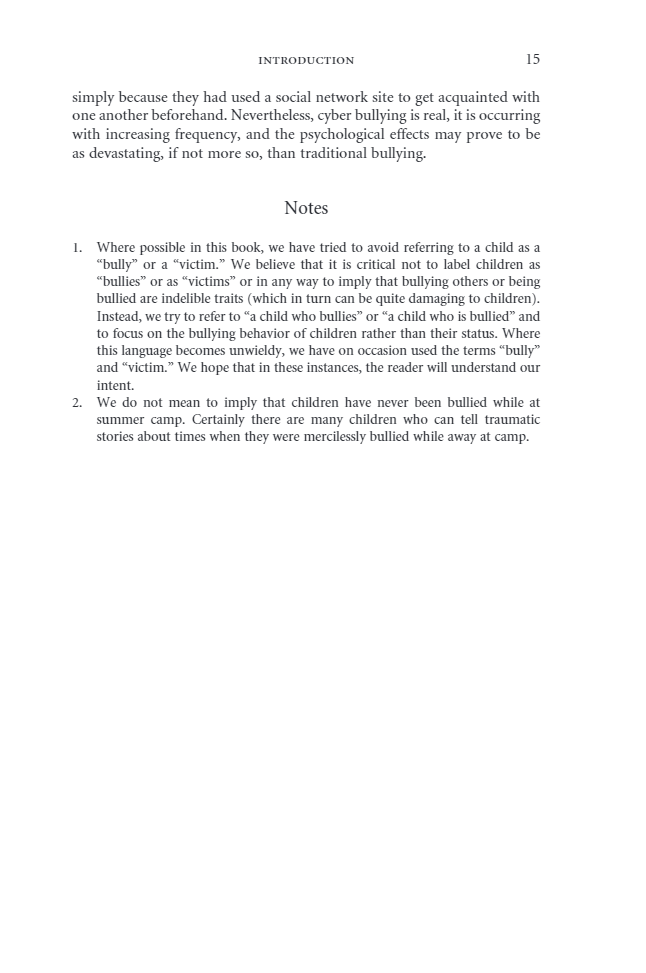 INTRODUCTION 15
simply because they had used a social network site to get acquainted with
one another beforehand. Nevertheless, cyber bullying is real, it is occurring
with increasing frequency, and the psychological effects may prove to be
as devastating, if not more so, than traditional bullying.
Notes
1. Where possible in this book, we have tried to avoid referring to a child as a
“bully” or a “victim.” We believe that it is critical not to label children as
“bullies” or as “victims” or in any way to imply that bullying others or being
bullied are indelible traits (which in turn can be quite damaging to children).
Instead, we try to refer to “a child who bullies” or “a child who is bullied” and
to focus on the bullying behavior of children rather than their status. Where
this language becomes unwieldy, we have on occasion used the terms “bully”
and “victim.” We hope that in these instances, the reader will understand our
intent.
2. We do not mean to imply that children have never been bullied while at
summer camp. Certainly there are many children who can tell traumatic
stories about times when they were mercilessly bullied while away at camp.